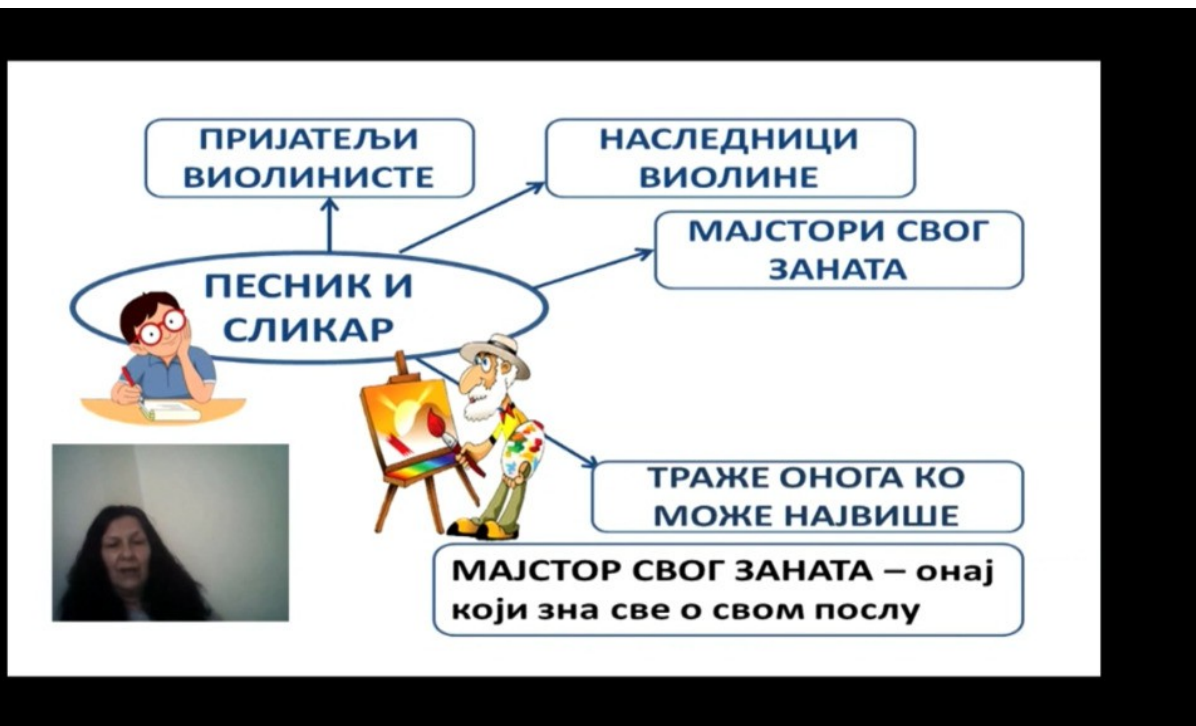 ПРИЈАТЕЉИ
ВИОЛИНИСТЕ
НАСЛЕДНИЦИ
ВИОЛИНЕ
МАЈСТОРИ СВОГ
ЗАНАТА
ПЕСНИК И
СЛИКАР
ТРАЖЕ ОНОГА КО
МОЖЕ НАЈВИШЕ
МАЈСТОР СВОГ ЗАНАТА – онај
који зна све о свом послу